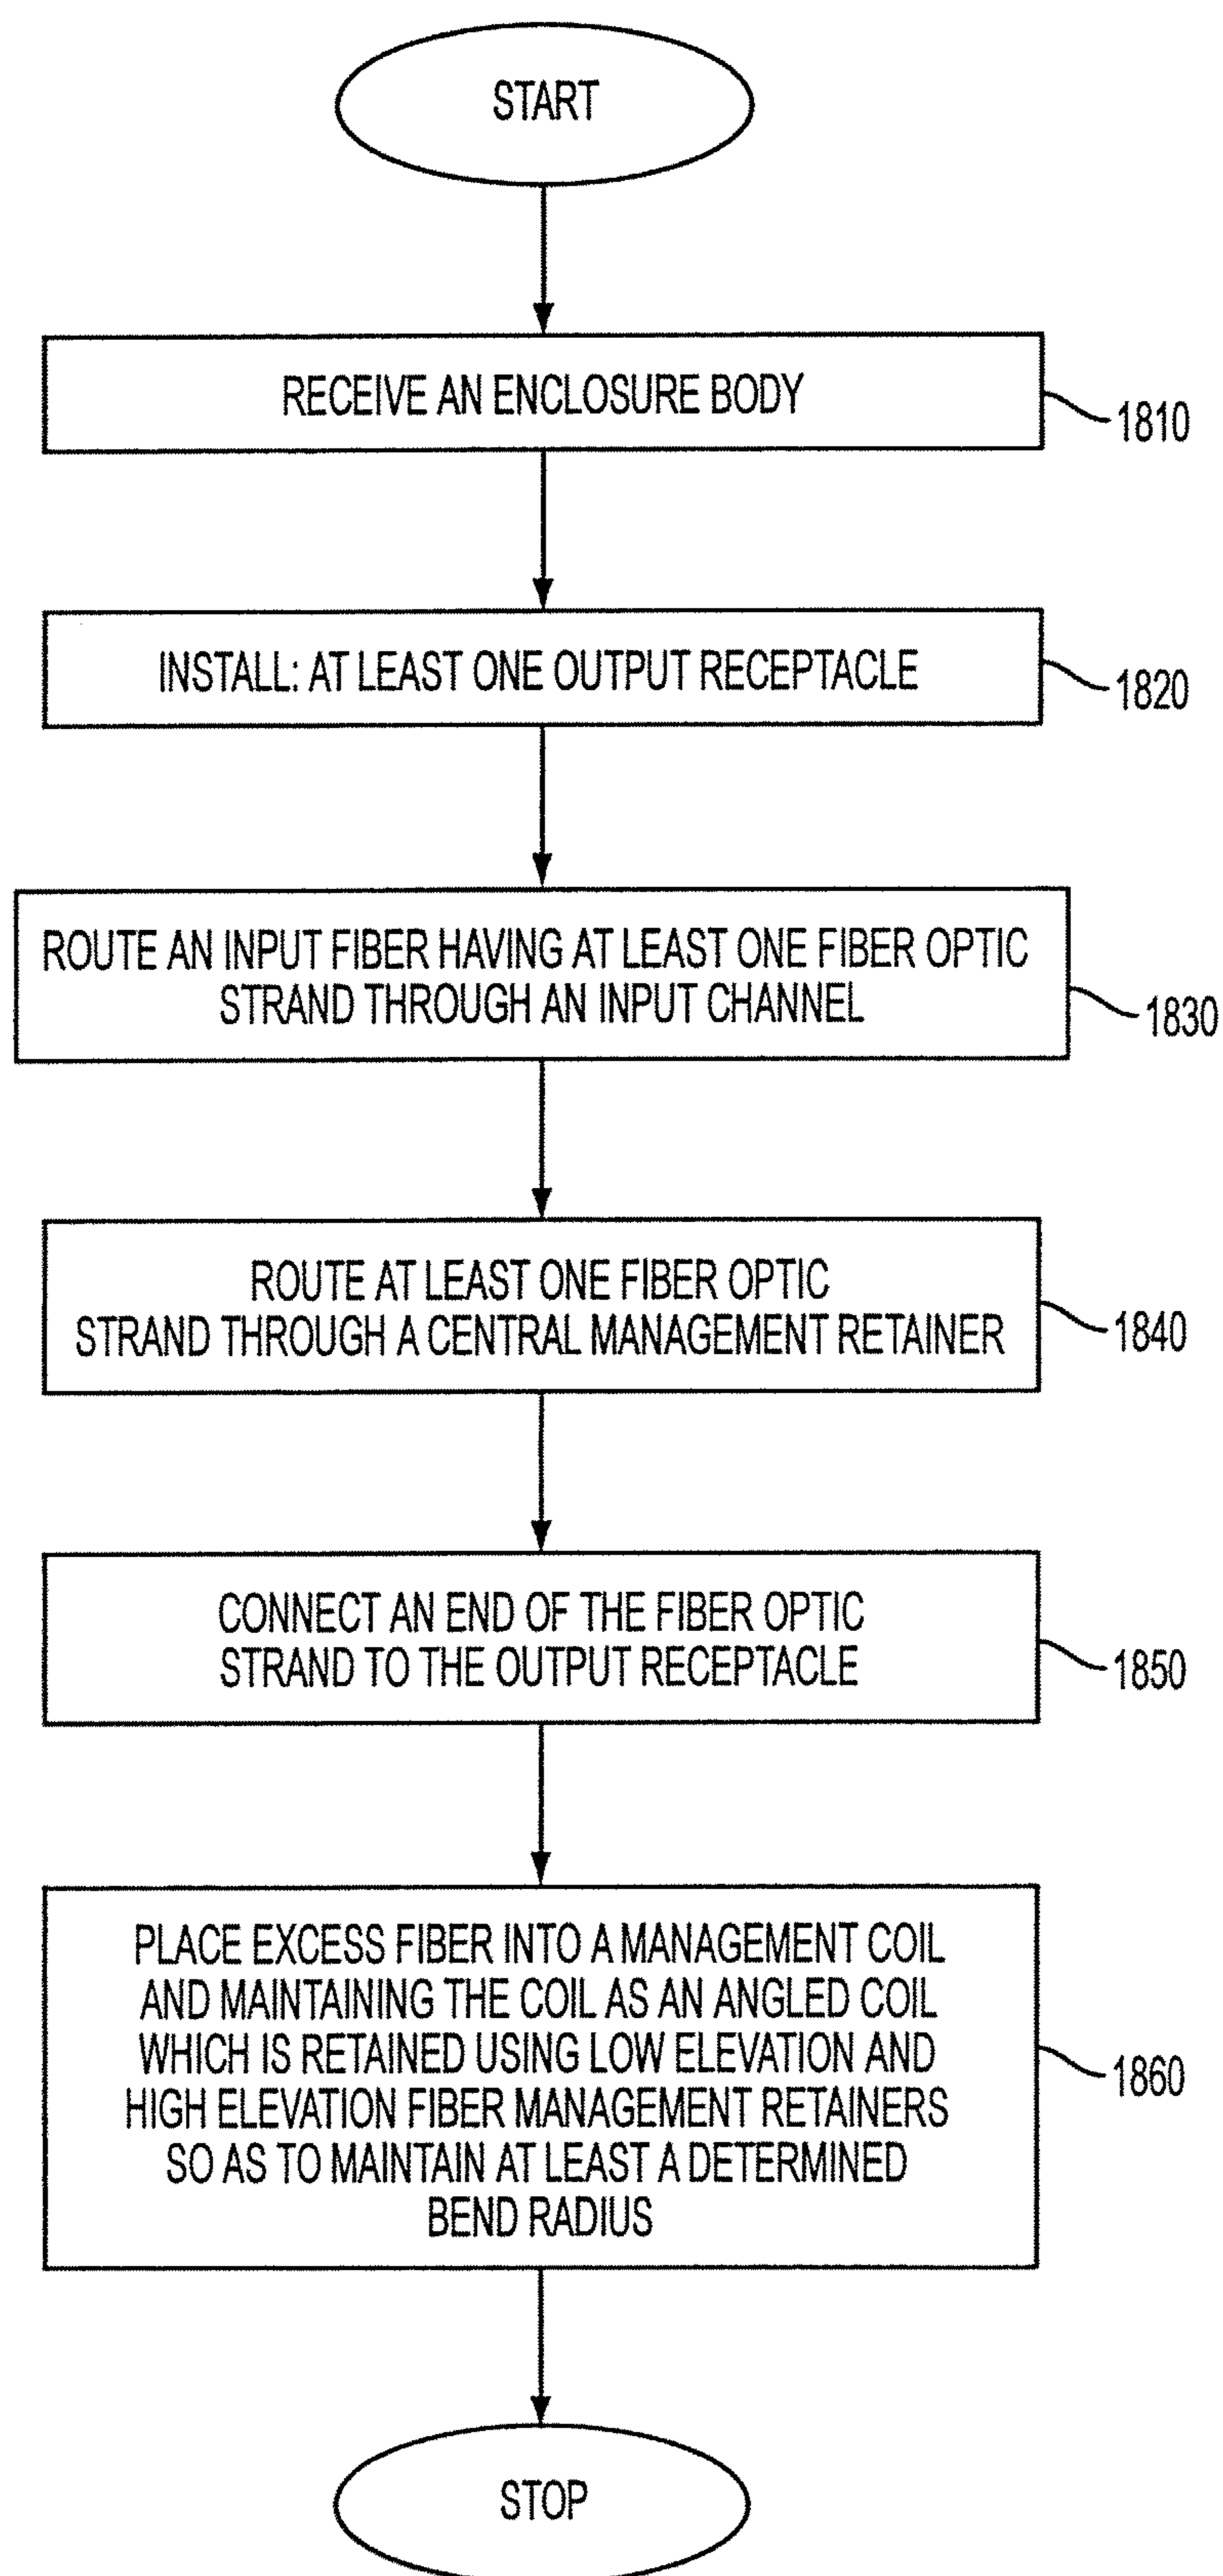 START
RECEIVE AN ENCLOSURE BODY
1810
INSTALL: AT LEAST ONE OUTPUT RECEPTACLE
1820
ROUTE AN INPUT FIBER HAVING AT LEAST ONE FIBER OPTIC
STRAND THROUGH AN INPUT CHANNEL
1830
ROUTE AT LEAST ONE FIBER OPTIC
STRAND THROUGH A CENTRAL MANAGEMENT RETAINER
1840
CONNECT AN END OF THE FIBER OPTIC
STRAND TO THE OUTPUT RECEPTACLE
1850
PLACE EXCESS FIBER INTO A MANAGEMENT COIL
AND MAINTAINING THE COIL AS AN ANGLED COIL
WHICH IS RETAINED USING LOW ELEVATION AND
HIGH ELEVATION FIBER MANAGEMENT RETAINERS
SO AS TO MAINTAIN AT LEAST A DETERMINED
BEND RADIUS
1860
STOP